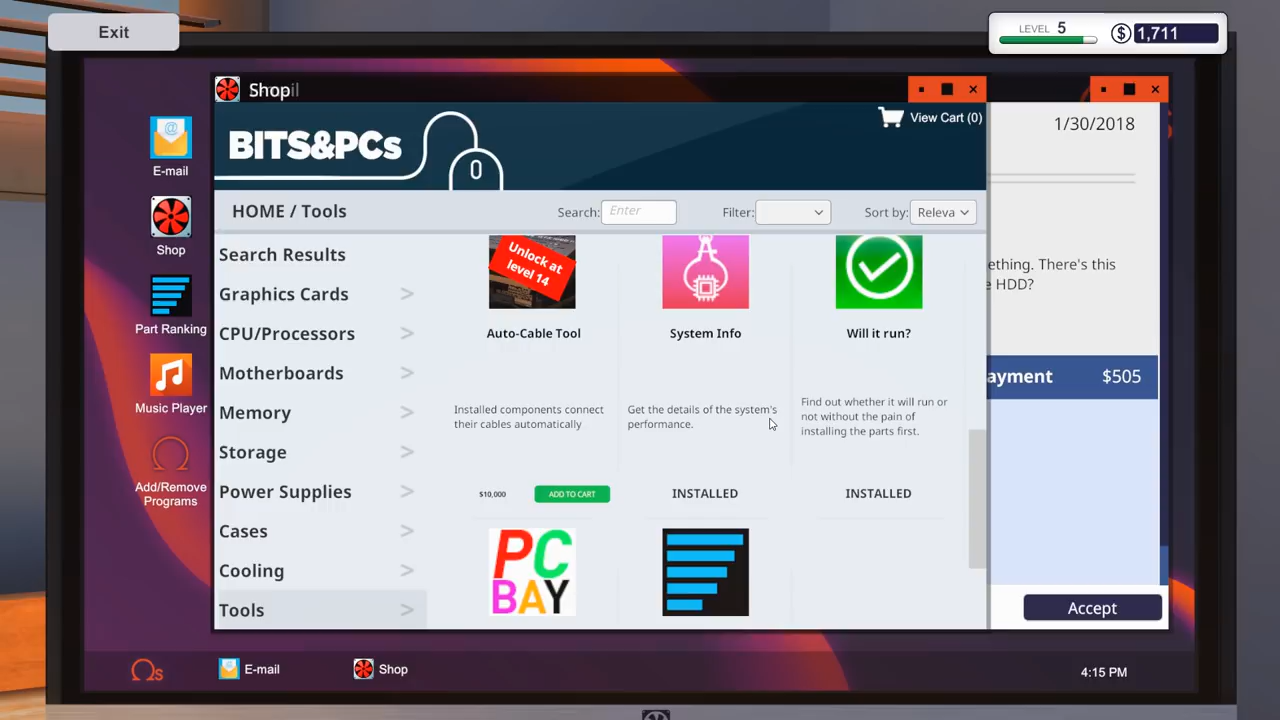 Exit
LEVEL 5
$ 1,711
Shop
BITS&PCs
View Cart (0)
1/30/2018
HOME / Tools
Search: Enter
Filter:
Sort by: Releva
E-mail
Shop
Part Ranking
Music Player
Add/Remove
Programs
Search Results
Graphics Cards >
CPU/Processors >
Motherboards >
Memory >
Storage >
Power Supplies >
Cases >
Cooling >
Tools >
Unlock at
level 14
Auto-Cable Tool
Installed components connect
their cables automatically
$10,000
ADD TO CART
System Info
Get the details of the system's
performance.
INSTALLED
Will it run?
Find out whether it will run or
not without the pain of
installing the parts first.
INSTALLED
PC
BAY
ething. There's this
e HDD?
ayment $505
Accept
E-mail
Shop
4:15 PM